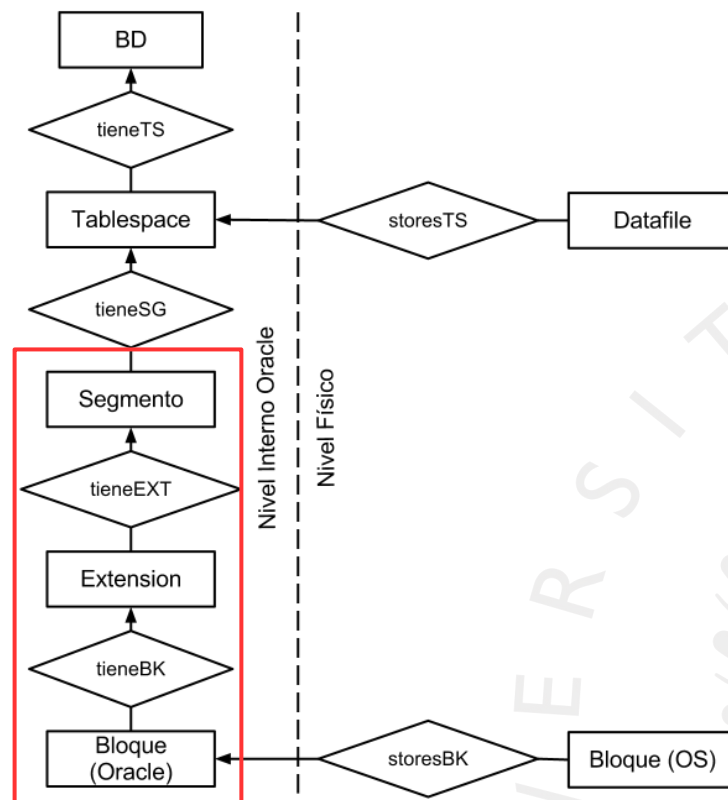 BD
tieneTS
Tablespace
storesTS
Datafile
tieneSG
Nivel Interno Oracle
Nivel Físico
Segmento
tieneEXT
Extension
tieneBK
Bloque
(Oracle)
storesBK
Bloque (OS)
E R S I T